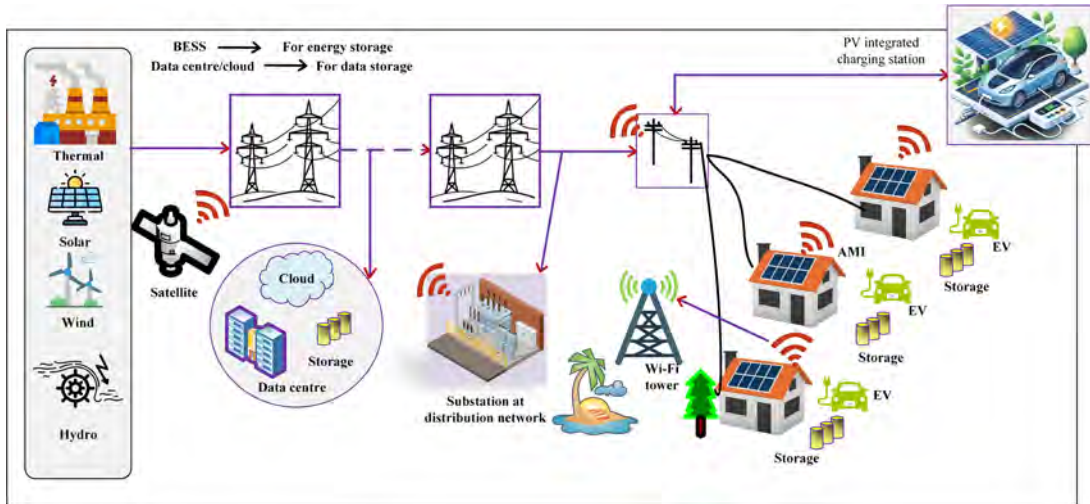 BESS For energy storage
Data centre/cloud For data storage
PV integrated
charging station
Thermal
Solar
Wind
Hydro
Satellite
Cloud
Storage
Data centre
Substation at
distribution network
Wi-Fi
tower
AMI
EV
Storage
EV
Storage
EV
Storage